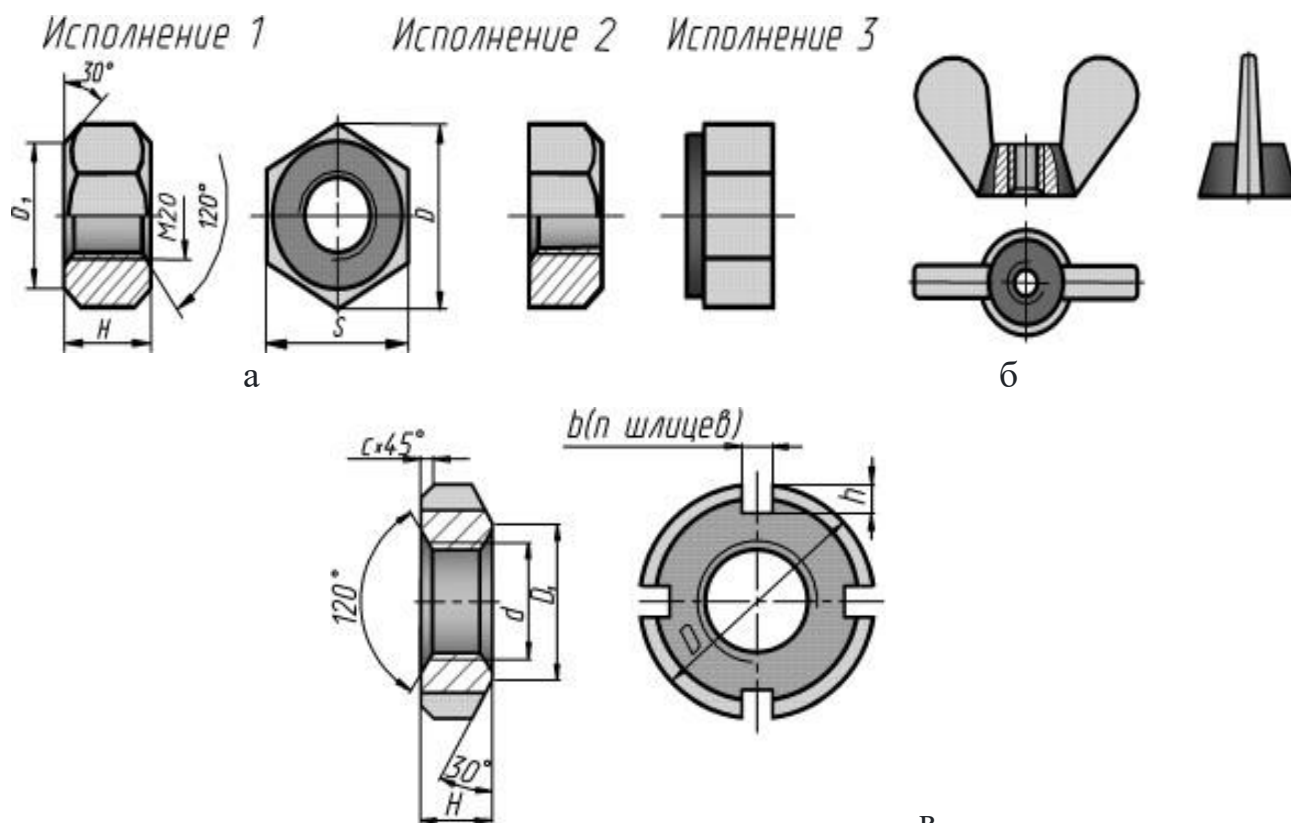 Исполнение 1
Исполнение 2
Исполнение 3
30°
D₁
M20
120°
D
H
S
а
б
b(п шлицев)
c×45°
h
120°
d
D₁
D
30°
H
в